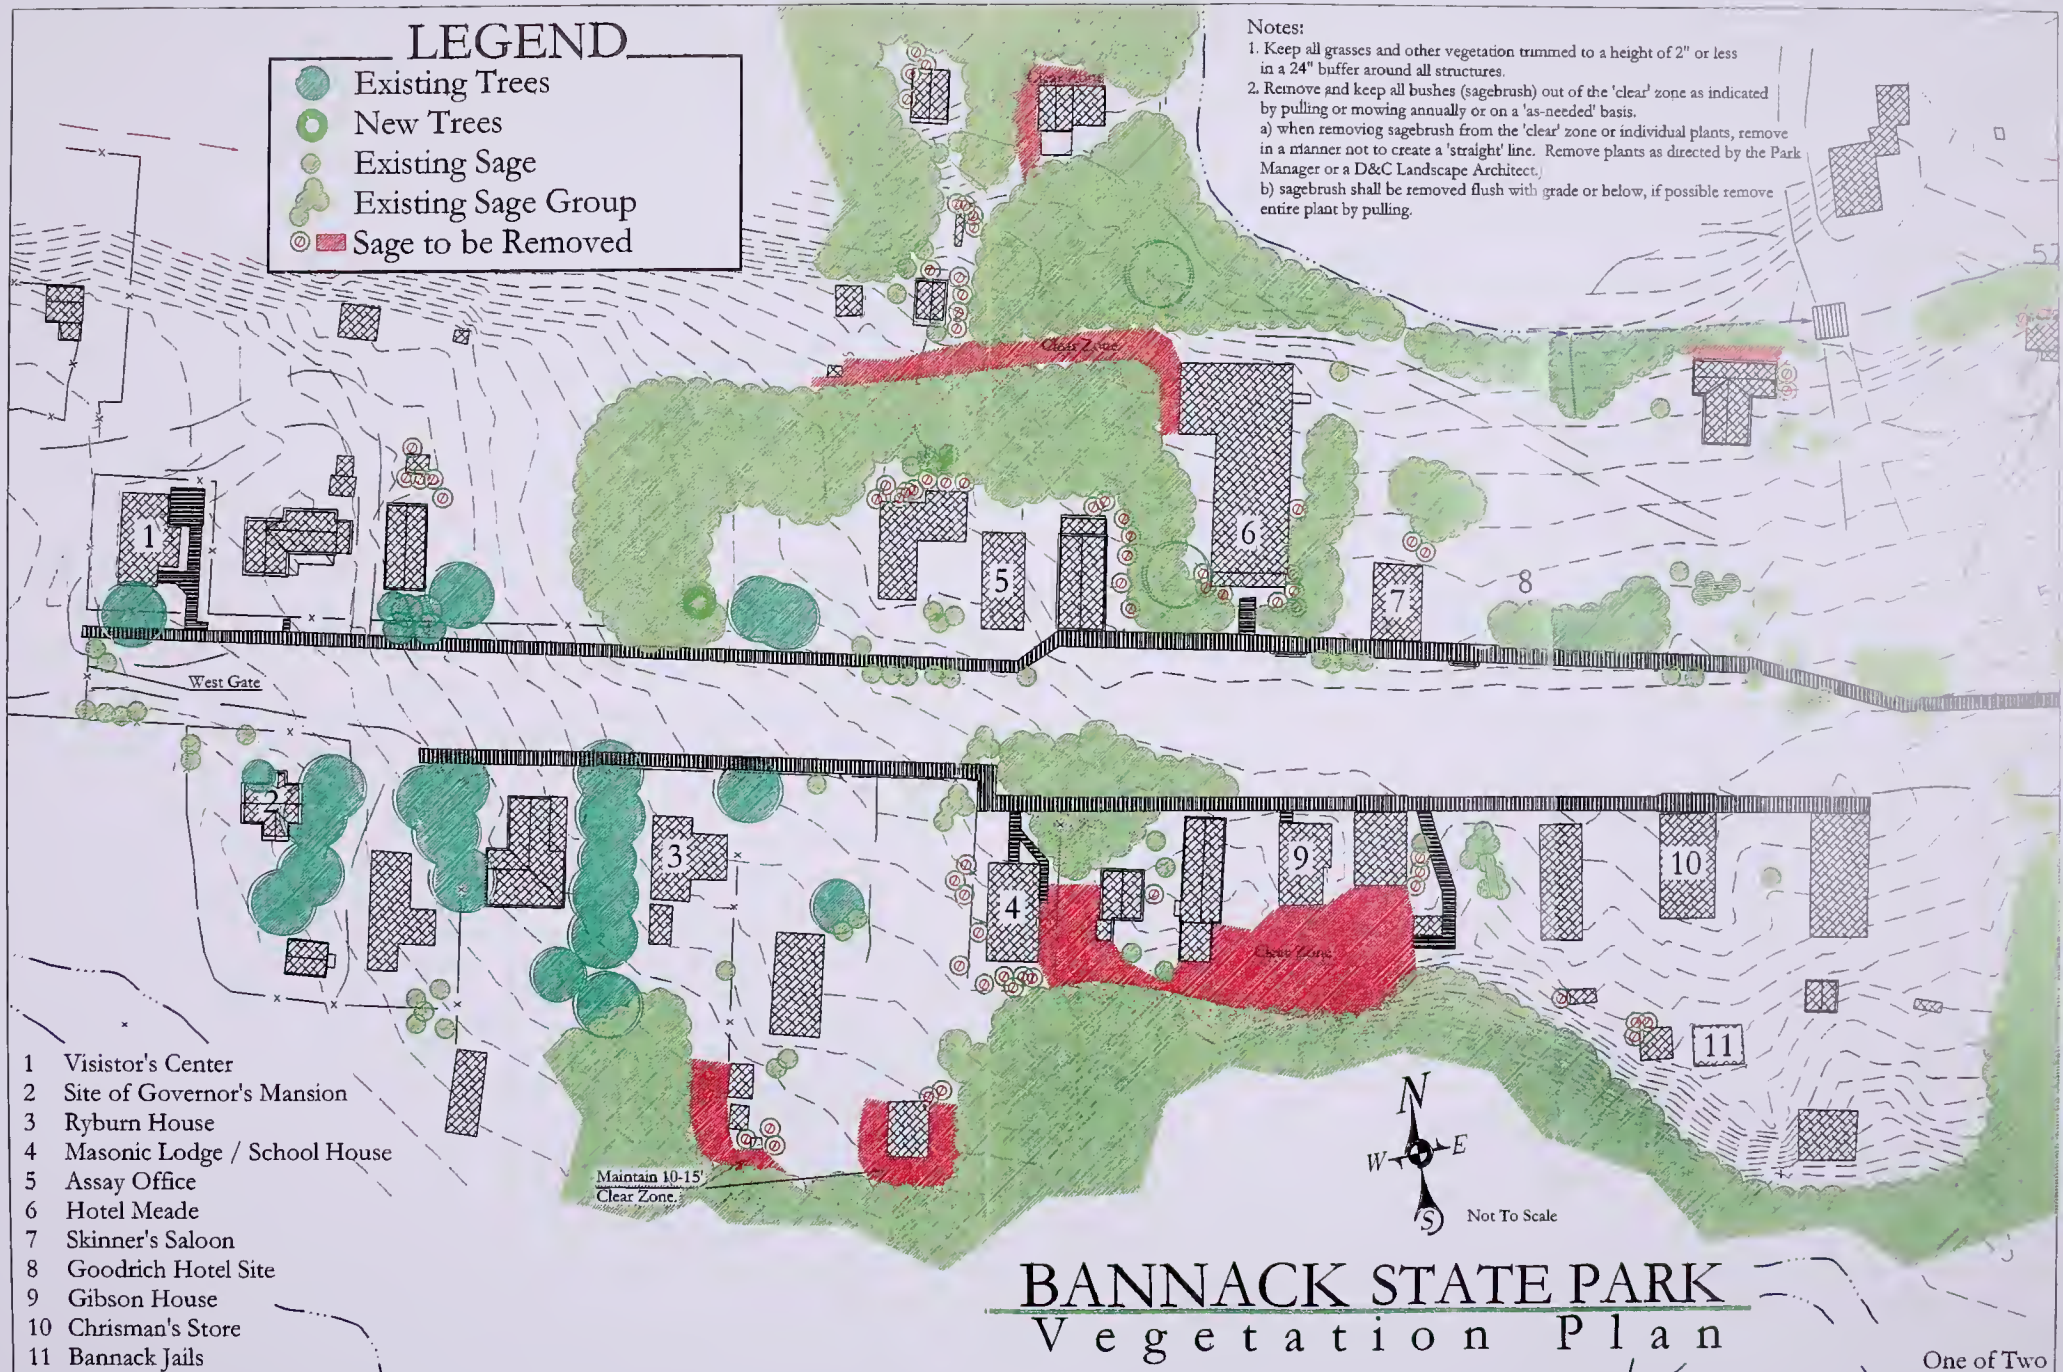 LEGEND
Existing Trees
New Trees
Existing Sage
Existing Sage Group
Sage to be Removed
Notes:
1. Keep all grasses and other vegetation trimmed to a height of 2" or less
in a 24" buffer around all structures.
2. Remove and keep all bushes (sagebrush) out of the 'clear' zone as indicated
by pulling or mowing annually or on a 'as-needed' basis.
a) when removiog sagebrush from the 'clear' zone or individual plants, remove
in a manner not to create a 'straight' line. Remove plants as directed by the Park
Manager or a D&C Landscape Architect.
b) sagebrush shall be removed flush with grade or below, if possible remove
entire plant by pulling.
Clear Zone
Clear Zone
1
5
6
7
8
West Gate
2
3
4
9
10
Clear Zone
11
Maintain 10-15'
Clear Zone.
N
W
E
S
Not To Scale
1 Visistor's Center
2 Site of Governor's Mansion
3 Ryburn House
4 Masonic Lodge / School House
5 Assay Office
6 Hotel Meade
7 Skinner's Saloon
8 Goodrich Hotel Site
9 Gibson House
10 Chrisman's Store
11 Bannack Jails
BANNACK STATE PARK
Vegetation Plan
One of Two